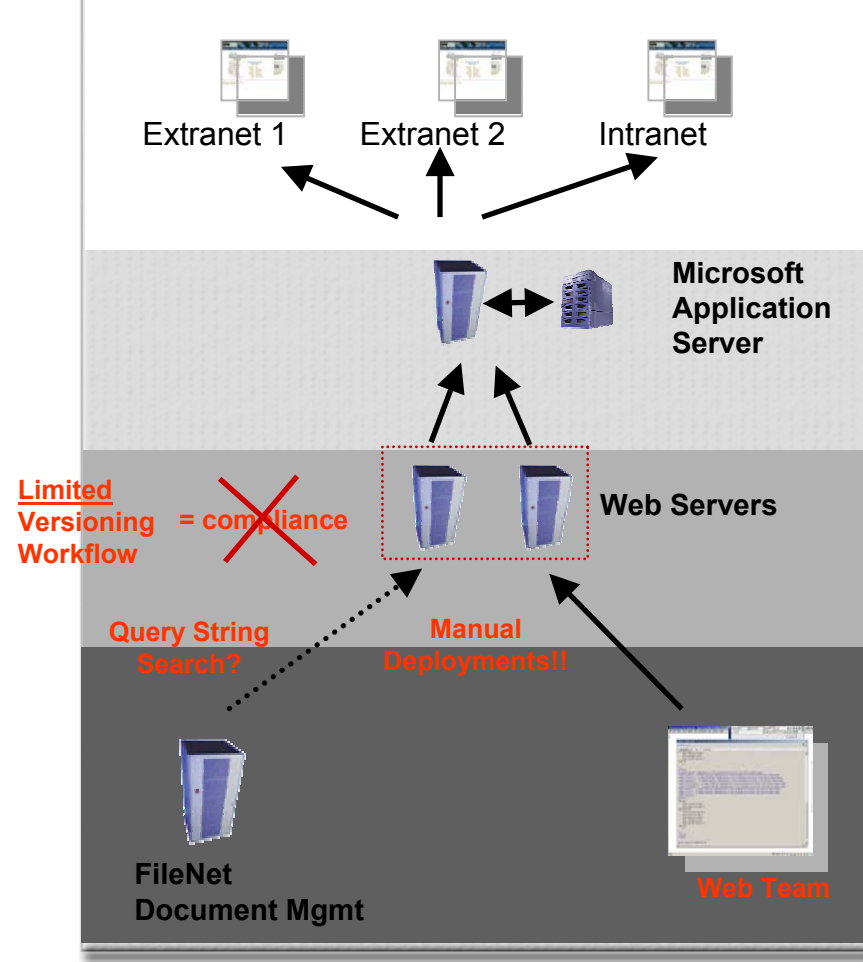 Extranet 1
Extranet 2
Intranet
Microsoft
Application
Server
Limited
Versioning
Workflow
= compliance
Web Servers
Query String
Search?
Manual
Deployments!!
FileNet
Document Mgmt
Web Team